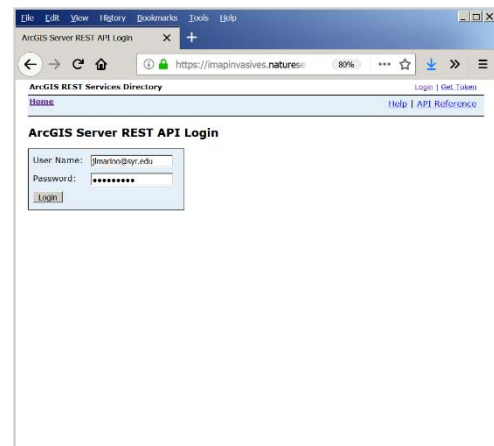 File Edit View History Bookmarks Tools Help
ArcGIS Server REST API Login
https://imapinvasives.naturese 80%
ArcGIS REST Services Directory Login | Get Token
Home Help | API Reference
ArcGIS Server REST API Login
User Name: jlmarino@syr.edu
Password: •••••••••
Login